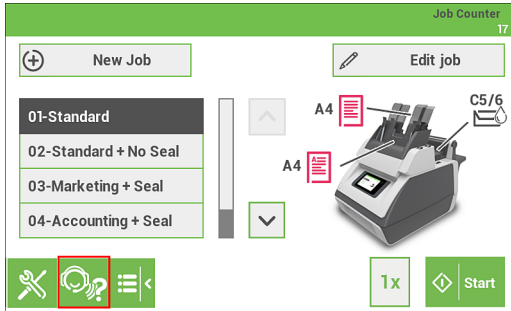 Job Counter
17
New Job
Edit job
01-Standard
02-Standard + No Seal
03-Marketing + Seal
04-Accounting + Seal
A4
C5/6
A4
1x
Start